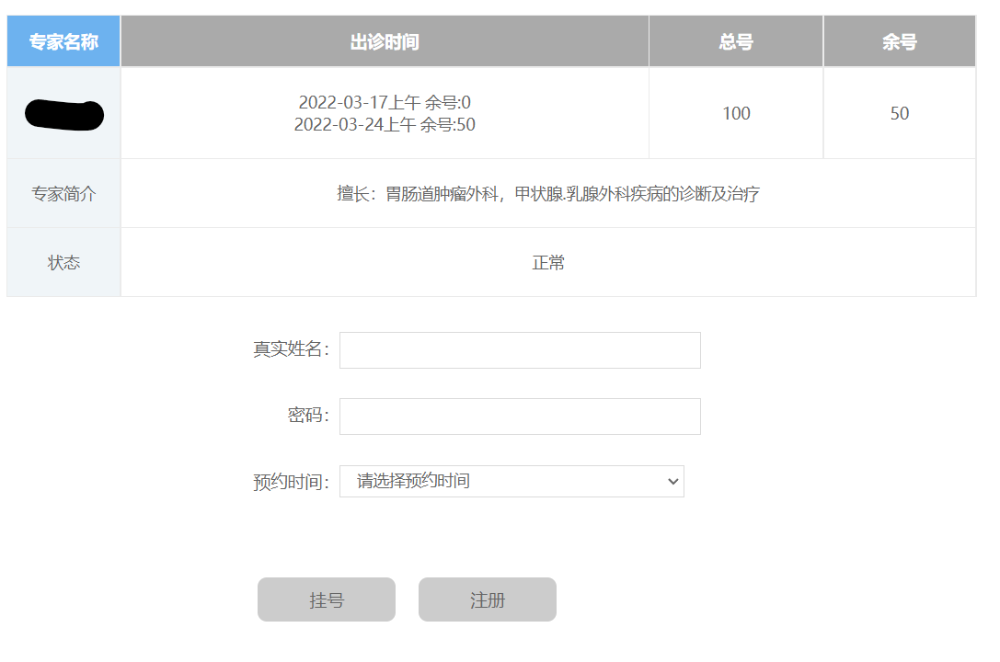 专家名称 出诊时间 总号 余号
2022-03-17上午 余号:0
2022-03-24上午 余号:50
100 50
专家简介 擅长：胃肠道肿瘤外科，甲状腺.乳腺外科疾病的诊断及治疗
状态 正常
真实姓名：
密码：
预约时间： 请选择预约时间
挂号 注册